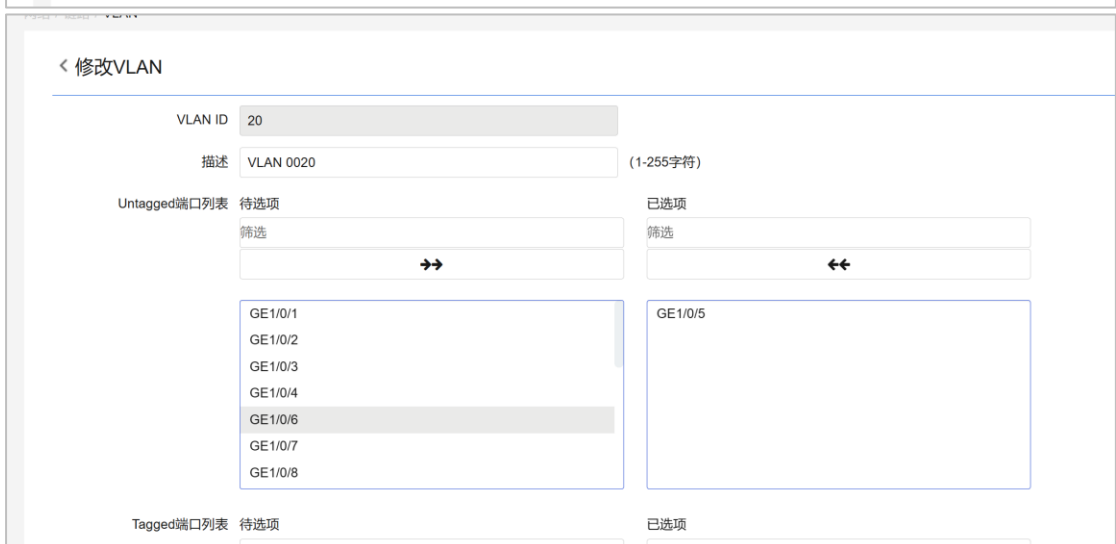 VLAN
修改VLAN
VLAN ID 20
描述 VLAN 0020 (1-255字符)
Untagged端口列表 待选项 已选项
筛选 筛选
GE1/0/1 GE1/0/5
GE1/0/2
GE1/0/3
GE1/0/4
GE1/0/6
GE1/0/7
GE1/0/8
Tagged端口列表 待选项 已选项